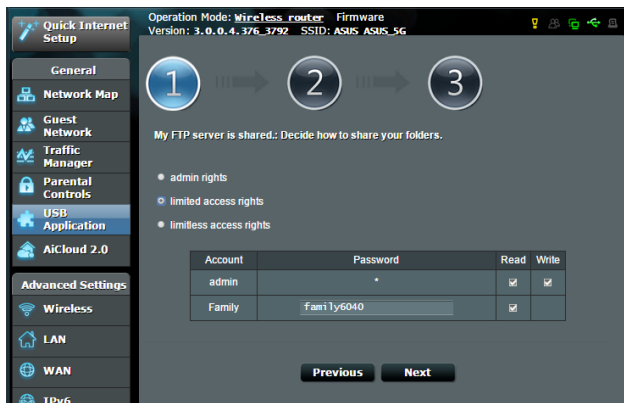 Quick Internet
Setup
Operation Mode: Wireless router Firmware
Version: 3.0.0.4.376_3792 SSID: ASUS ASUS_5G
General
Network Map
Guest
Network
Traffic
Manager
Parental
Controls
USB
Application
AiCloud 2.0
Advanced Settings
Wireless
LAN
WAN
IPv6
1 2 3
My FTP server is shared.: Decide how to share your folders.
admin rights
limited access rights
limitless access rights
Account Password Read Write
admin *
Family family6040
Previous Next